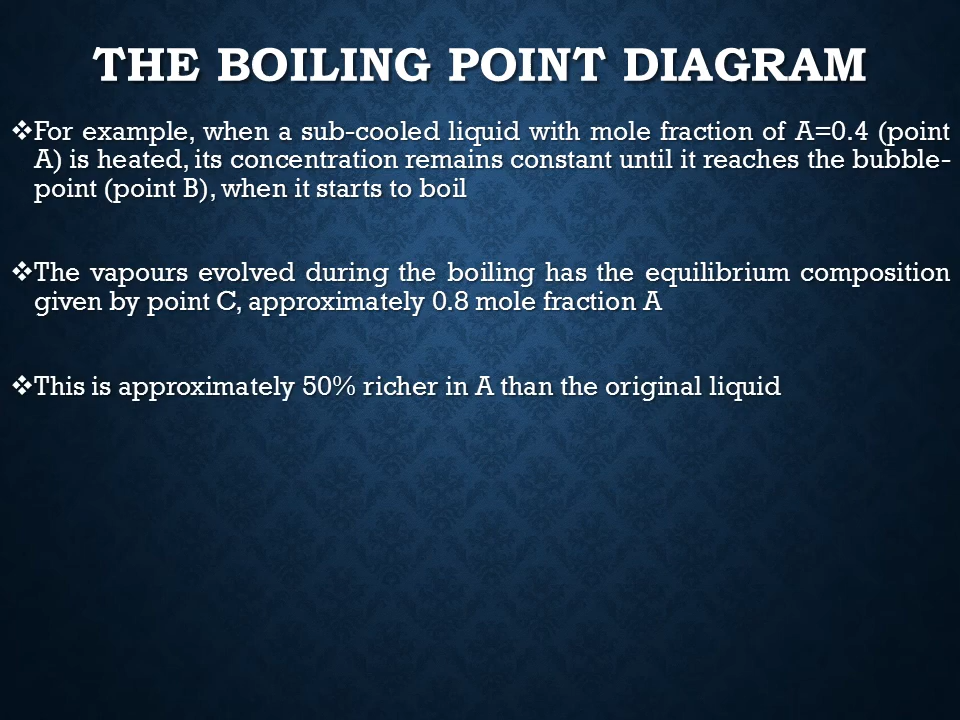 THE BOILING POINT DIAGRAM
❖For example, when a sub-cooled liquid with mole fraction of A=0.4 (point
A) is heated, its concentration remains constant until it reaches the bubble-
point (point B), when it starts to boil
❖The vapours evolved during the boiling has the equilibrium composition
given by point C, approximately 0.8 mole fraction A
❖This is approximately 50% richer in A than the original liquid